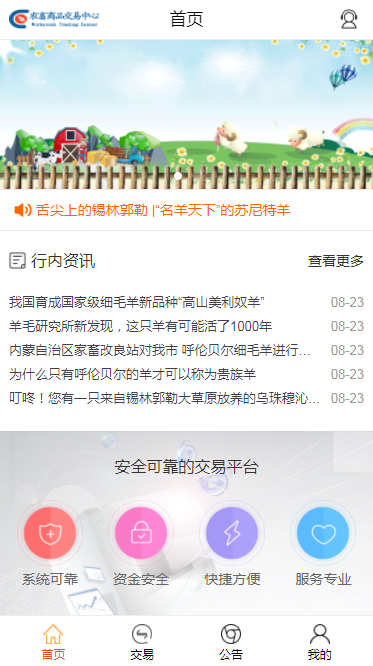 农畜商品交易中心
首页
舌尖上的锡林郭勒 |“名羊天下”的苏尼特羊
行内资讯
查看更多
我国育成国家级细毛羊新品种“高山美利奴羊”
08-23
羊毛研究所新发现，这只羊有可能活了1000年
08-23
内蒙自治区家畜改良站对我市 呼伦贝尔细毛羊进行...
08-23
为什么只有呼伦贝尔的羊才可以称为贵族羊
08-23
叮咚！您有一只来自锡林郭勒大草原放养的乌珠穆沁...
08-23
安全可靠的交易平台
系统可靠
资金安全
快捷方便
服务专业
首页
交易
公告
我的